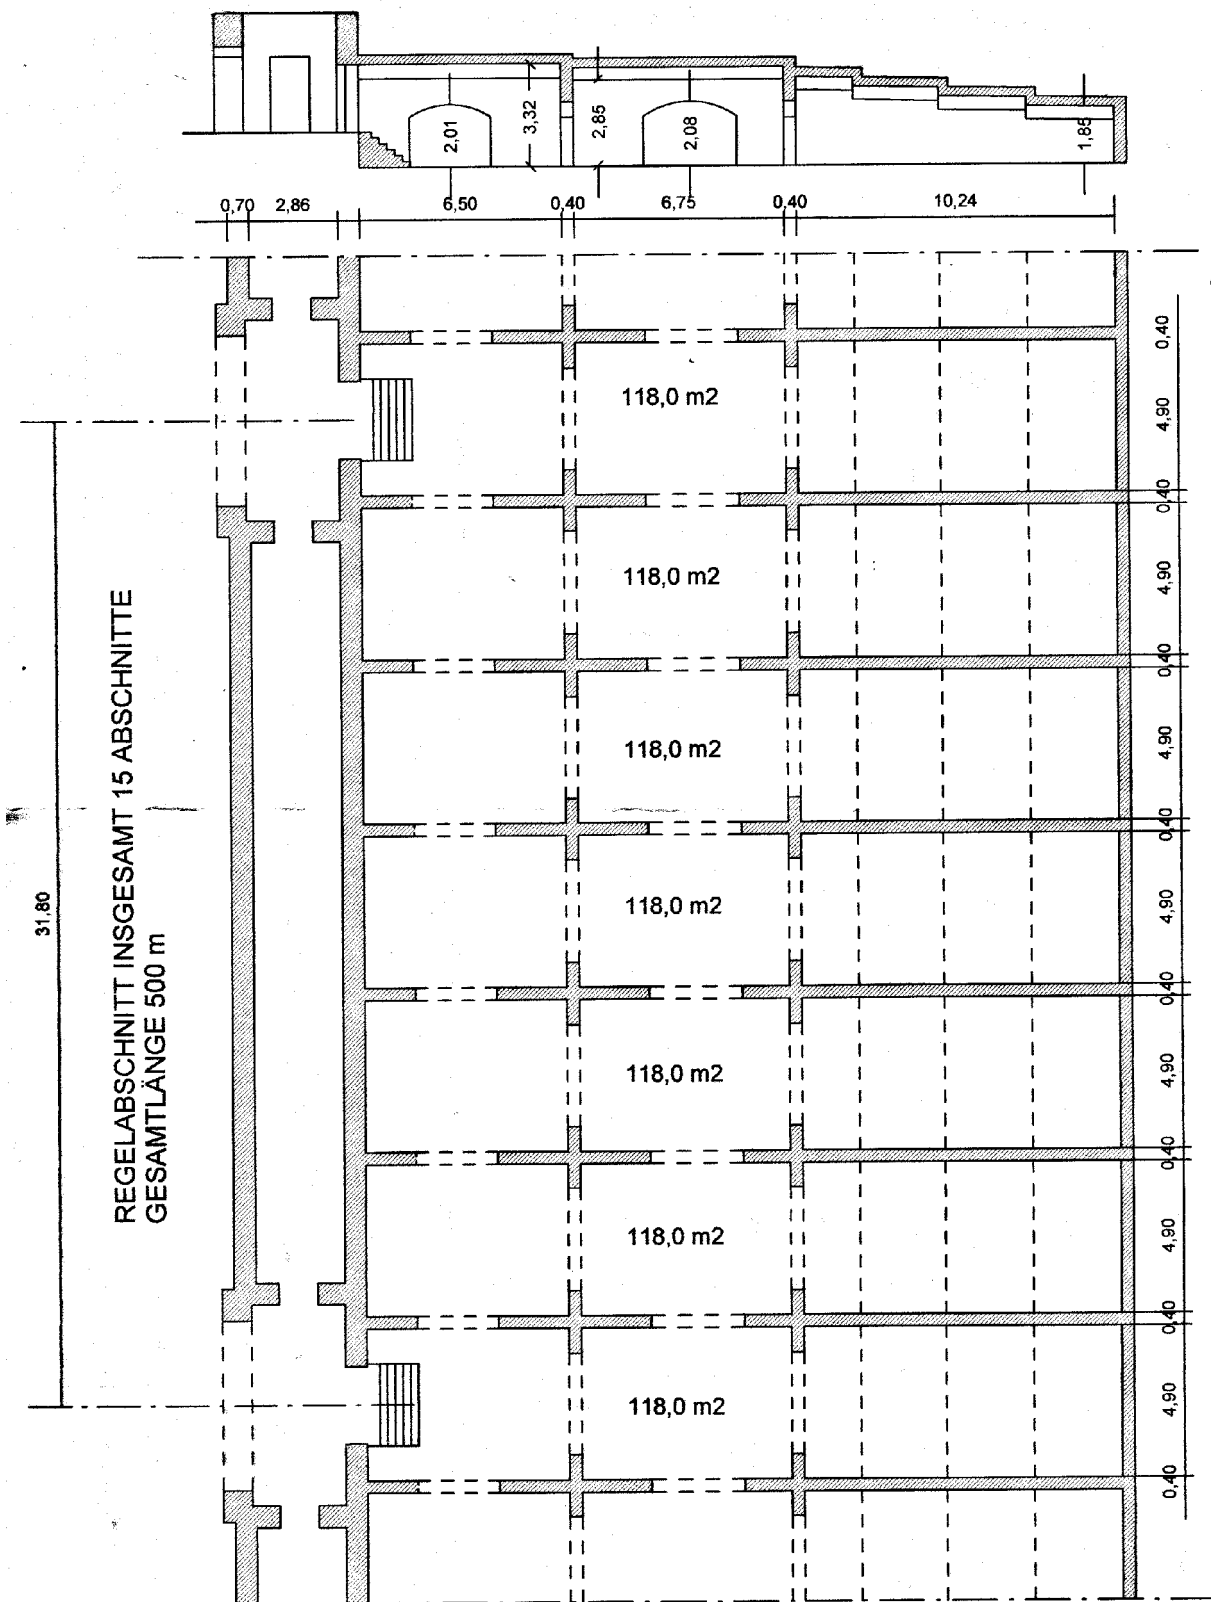 2,01
3,32
2,85
2,08
1,85
0,70 2,86 6,50 0,40 6,75 0,40 10,24
0,40
118,0 m2
4,90
0,40
118,0 m2
4,90
0,40
118,0 m2
4,90
0,40
118,0 m2
4,90
0,40
118,0 m2
4,90
0,40
118,0 m2
4,90
0,40
118,0 m2
4,90
0,40
31,80
REGELABSCHNITT INSGESAMT 15 ABSCHNITTE
GESAMTLÄNGE 500 m